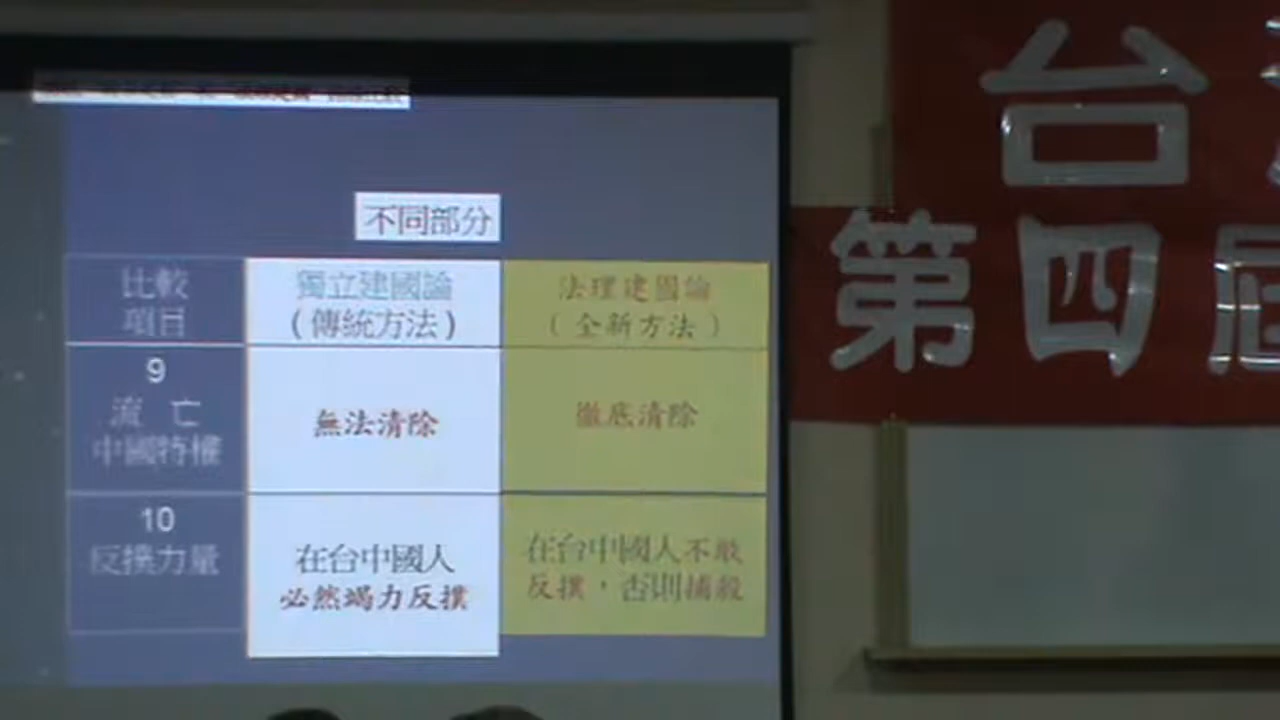 不同部分
比較
項目
獨立建國論
(傳統方法)
法理建國論
(全新方法)
9
流 亡
中國特權
無法清除
徹底清除
10
反撲力量
在台中國人
必然竭力反撲
在台中國人不敢
反撲，否則捕殺
台
第四屆